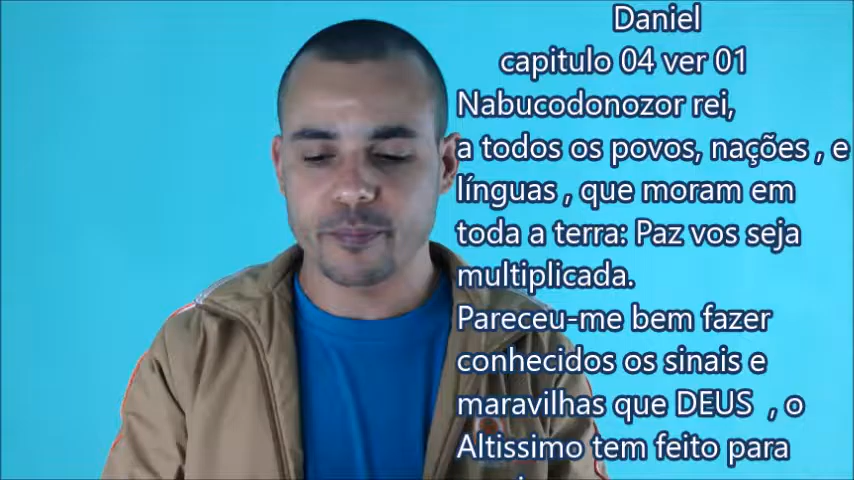 Daniel
capitulo 04 ver 01
Nabucodonozor rei,
a todos os povos, nações , e
línguas , que moram em
toda a terra: Paz vos seja
multiplicada.
Pareceu-me bem fazer
conhecidos os sinais e
maravilhas que DEUS , o
Altissimo tem feito para